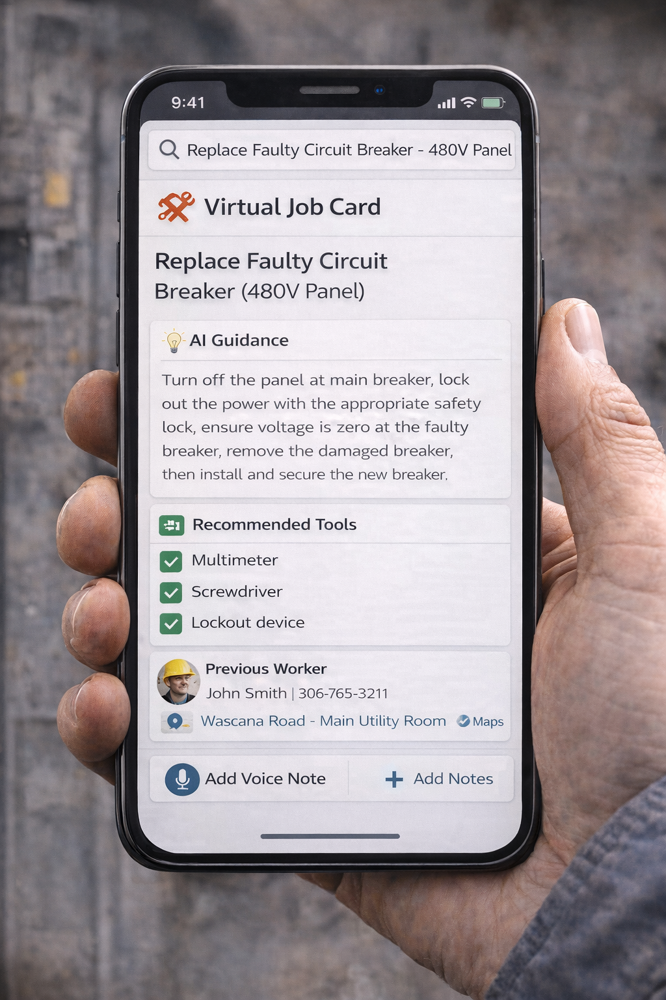 9:41
Replace Faulty Circuit Breaker - 480V Panel
Virtual Job Card
Replace Faulty Circuit
Breaker (480V Panel)
AI Guidance
Turn off the panel at main breaker, lock
out the power with the appropriate safety
lock, ensure voltage is zero at the faulty
breaker, remove the damaged breaker,
then install and secure the new breaker.
Recommended Tools
Multimeter
Screwdriver
Lockout device
Previous Worker
John Smith | 306-765-3211
Wascana Road - Main Utility Room Maps
Add Voice Note + Add Notes